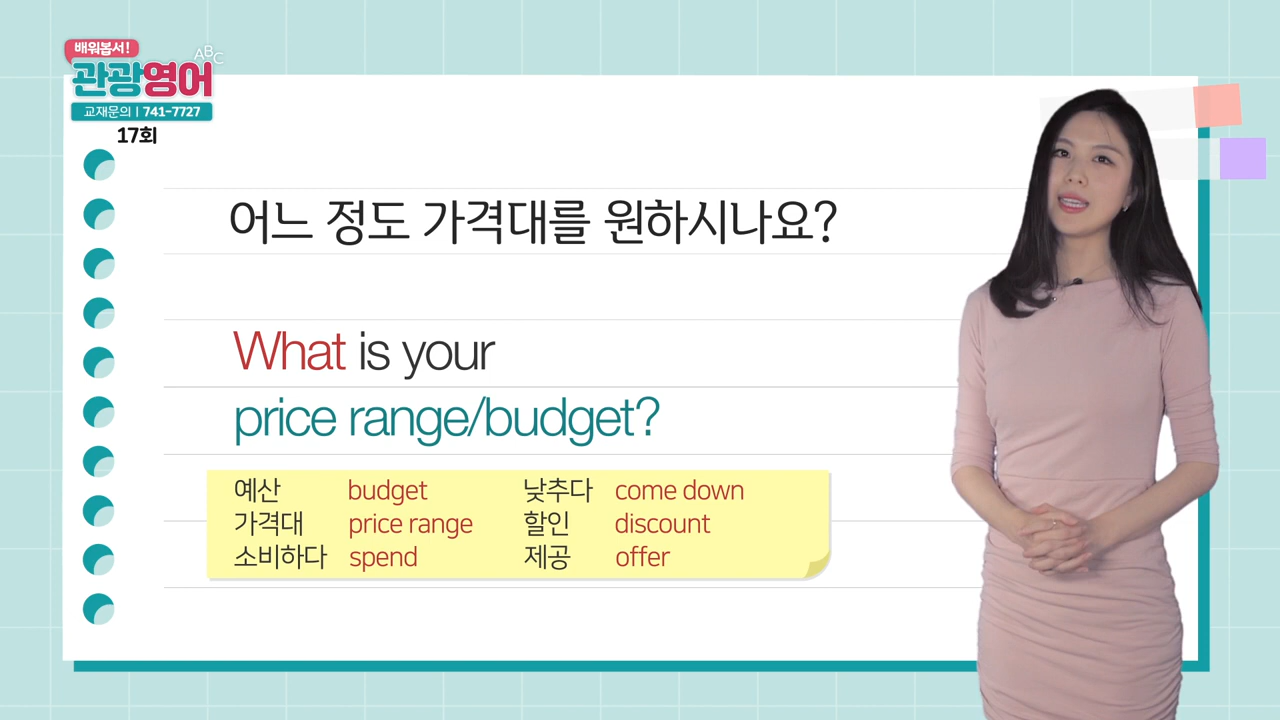 배워봅서!
ABC
관광영어
교재문의 | 741-7727
17회
어느 정도 가격대를 원하시나요?
What is your
price range/budget?
예산 budget 낮추다 come down
가격대 price range 할인 discount
소비하다 spend 제공 offer